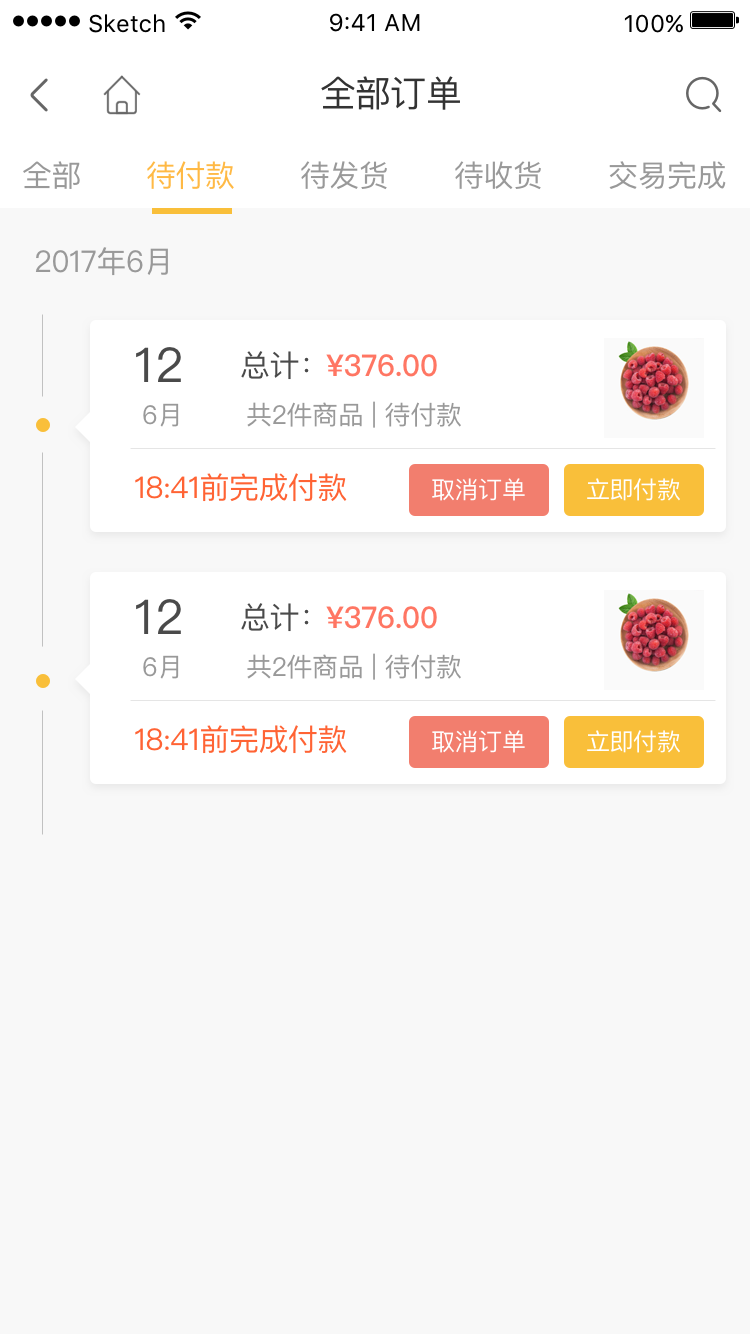 Sketch 9:41 AM 100%
全部订单
全部 待付款 待发货 待收货 交易完成
2017年6月
12 总计：¥376.00
6月 共2件商品 | 待付款
18:41前完成付款 取消订单 立即付款
12 总计：¥376.00
6月 共2件商品 | 待付款
18:41前完成付款 取消订单 立即付款